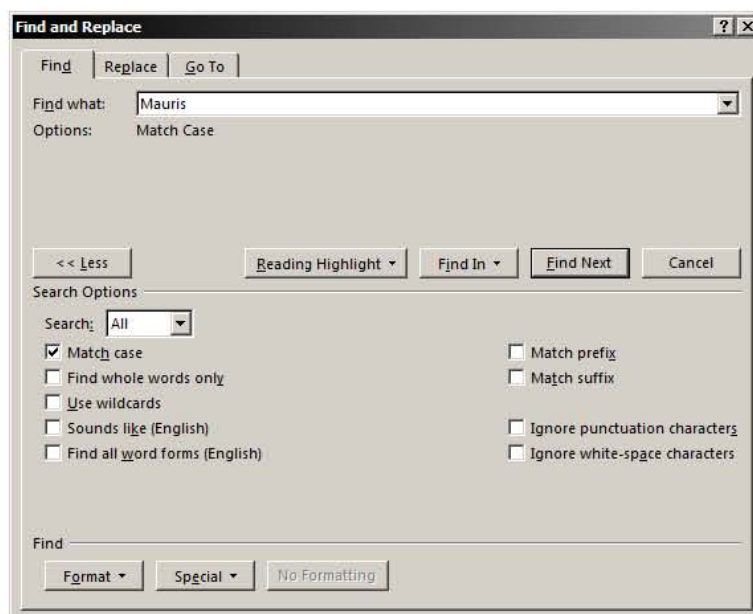 Find and Replace
Find Replace Go To
Find what: Mauris
Options: Match Case
<< Less Reading Highlight Find In Find Next Cancel
Search Options
Search: All
Match case Match prefix
Find whole words only Match suffix
Use wildcards
Sounds like (English) Ignore punctuation characters
Find all word forms (English) Ignore white-space characters
Find
Format Special No Formatting